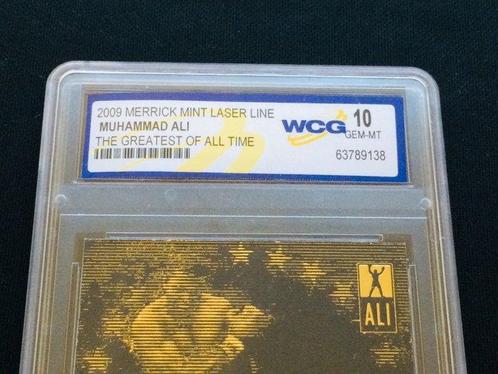 2009 MERRICK MINT LASER LINE
MUHAMMAD ALI
THE GREATEST OF ALL TIME
WCG 10
GEM-MT
63789138
ALI